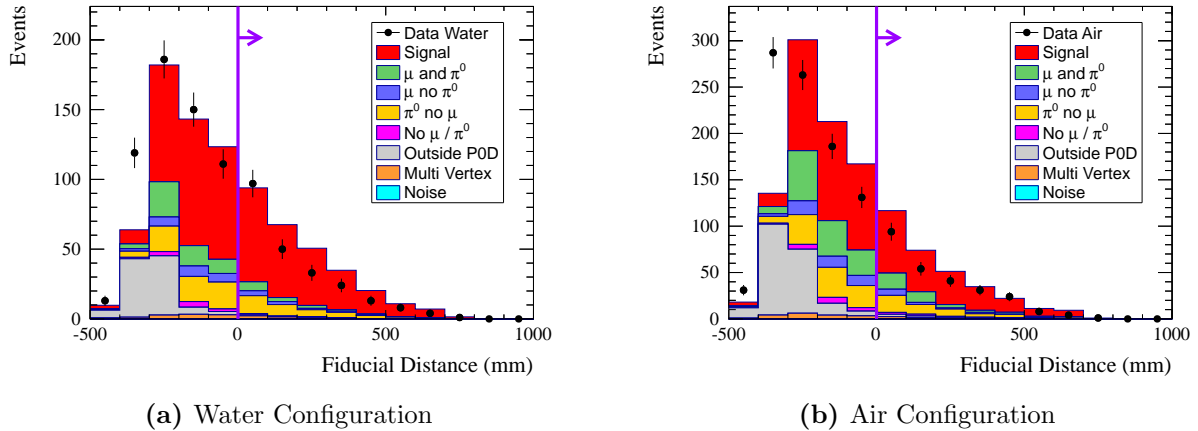 Events
200
150
100
50
0
-500
0
500
1000
Fiducial Distance (mm)
Data Water
Signal
μ and π⁰
μ no π⁰
π⁰ no μ
No μ / π⁰
Outside P0D
Multi Vertex
Noise
(a) Water Configuration
Events
300
250
200
150
100
50
0
-500
0
500
1000
Fiducial Distance (mm)
Data Air
Signal
μ and π⁰
μ no π⁰
π⁰ no μ
No μ / π⁰
Outside P0D
Multi Vertex
Noise
(b) Air Configuration